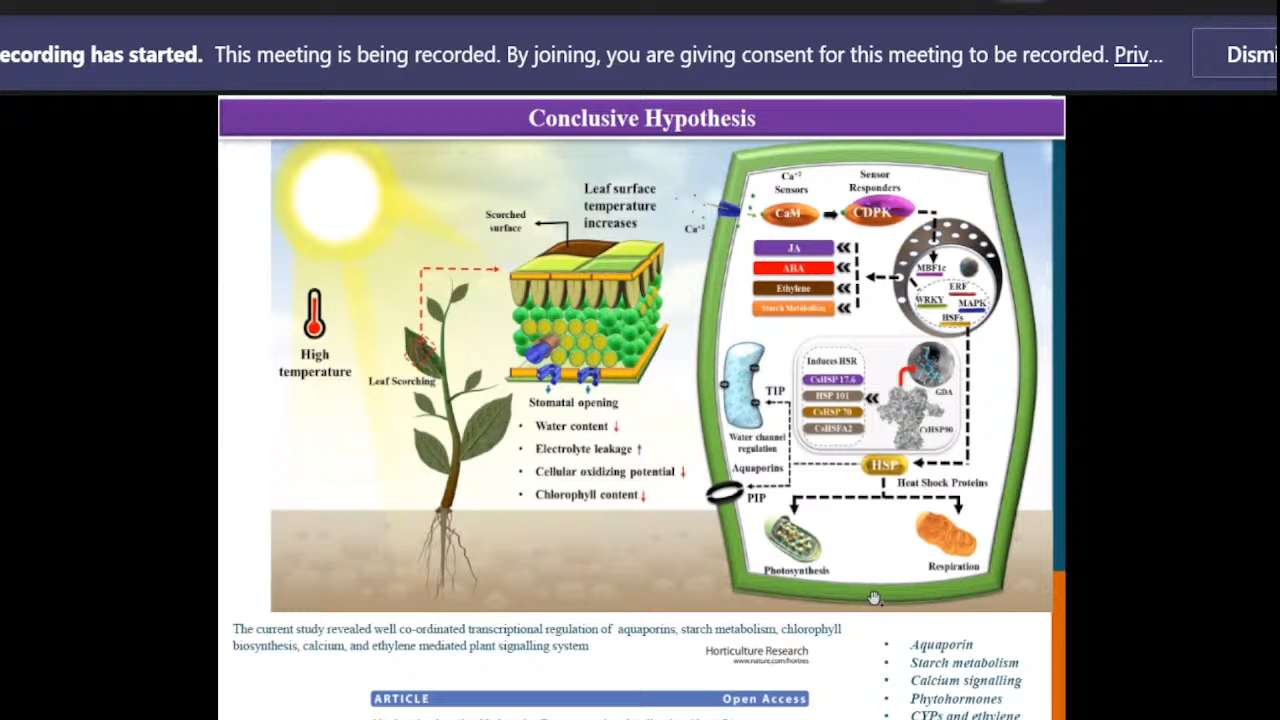 ecording has started. This meeting is being recorded. By joining, you are giving consent for this meeting to be recorded. Priv...
Dismi
Conclusive Hypothesis
High
temperature
Leaf Scorching
Scorched
surface
Leaf surface
temperature
increases
Stomatal opening
• Water content ↓
• Electrolyte leakage ↑
• Cellular oxidizing potential ↓
• Chlorophyll content ↓
Ca+2
Ca+2
Sensors
Sensor
Responders
CaM
CDPK
JA
ABA
Ethylene
Starch Metabolism
MBF1c
ERF
WRKY
MAPK
HSFs
Induces HSR
CsHSP 17.6
HSP 101
CsHSP 70
CsHSFA2
GDA
CsHSP90
TIP
Water channel
regulation
Aquaporins
PIP
HSP
Heat Shock Proteins
Photosynthesis
Respiration
The current study revealed well co-ordinated transcriptional regulation of aquaporins, starch metabolism, chlorophyll
biosynthesis, calcium, and ethylene mediated plant signalling system
Horticulture Research
www.nature.com/hortres
ARTICLE
Open Access
• Aquaporin
• Starch metabolism
• Calcium signalling
• Phytohormones
• CYPs and ethylene